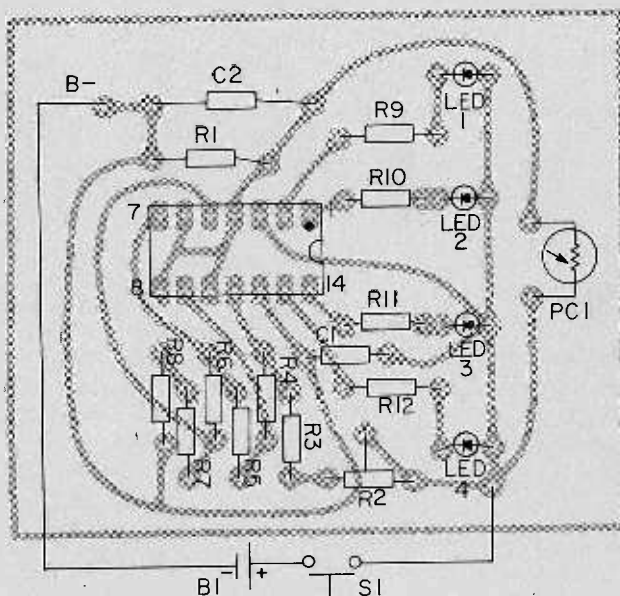 C2
B-
R9
LED
1
R1
R10
7
LED
2
8
14
R11
PC1
C1
LED
3
R8
R6
R4
R12
R3
LED
4
R7
R5
R2
B1
-
+
S1